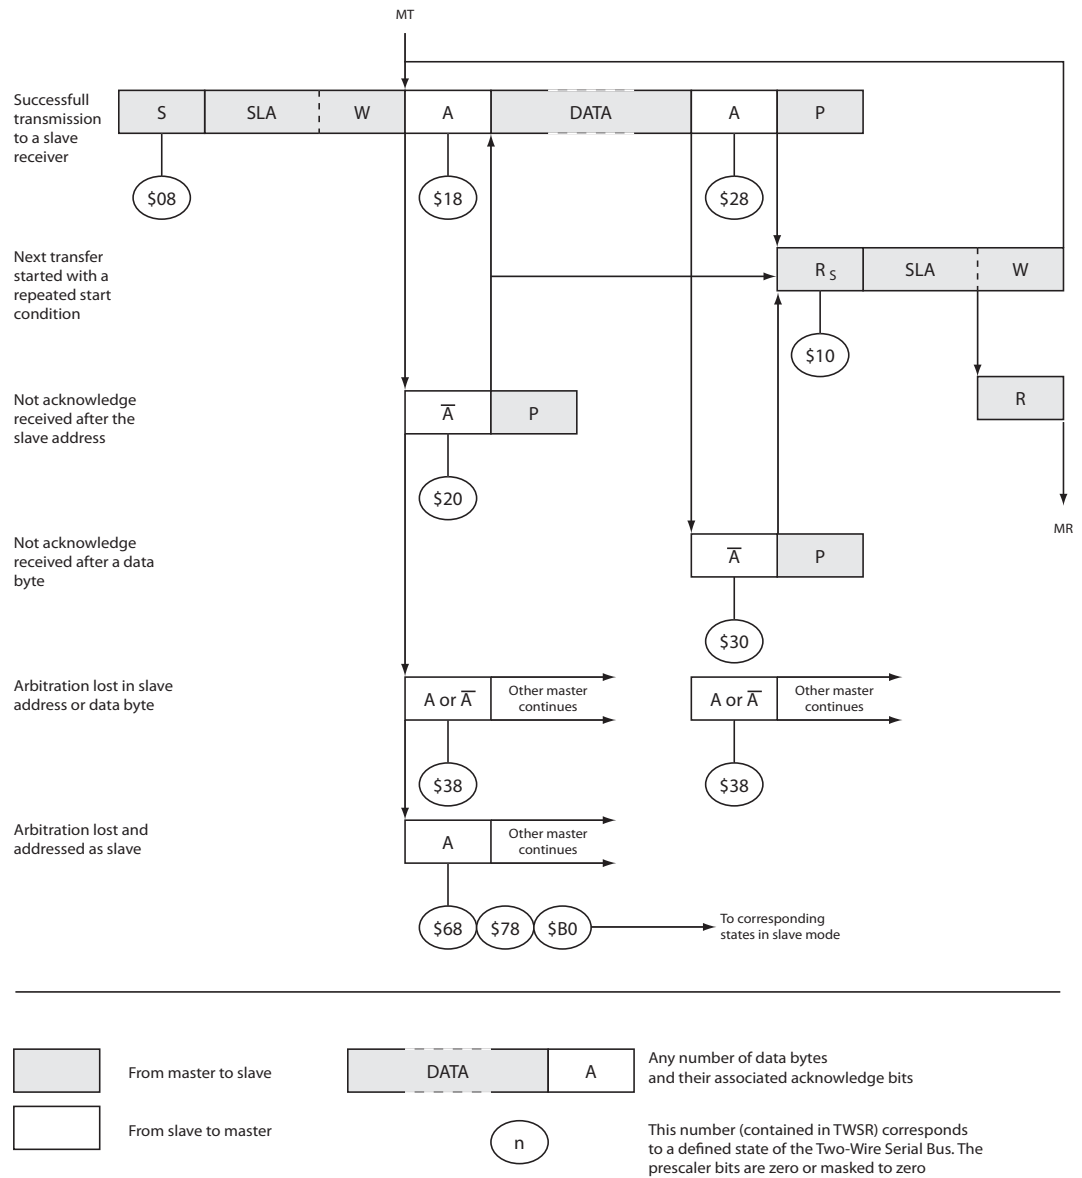 MT
Successfull
transmission
to a slave
receiver
S SLA W A DATA A P
$08 $18 $28
Next transfer
started with a
repeated start
condition
RS SLA W
$10
Not acknowledge
received after the
slave address
A̅ P
R
$20
MR
Not acknowledge
received after a data
byte
A̅ P
$30
Arbitration lost in slave
address or data byte
A or A̅
Other master
continues
A or A̅
Other master
continues
$38 $38
Arbitration lost and
addressed as slave
A
Other master
continues
$68 $78 $B0
To corresponding
states in slave mode
From master to slave
DATA A
Any number of data bytes
and their associated acknowledge bits
From slave to master
n
This number (contained in TWSR) corresponds
to a defined state of the Two-Wire Serial Bus. The
prescaler bits are zero or masked to zero